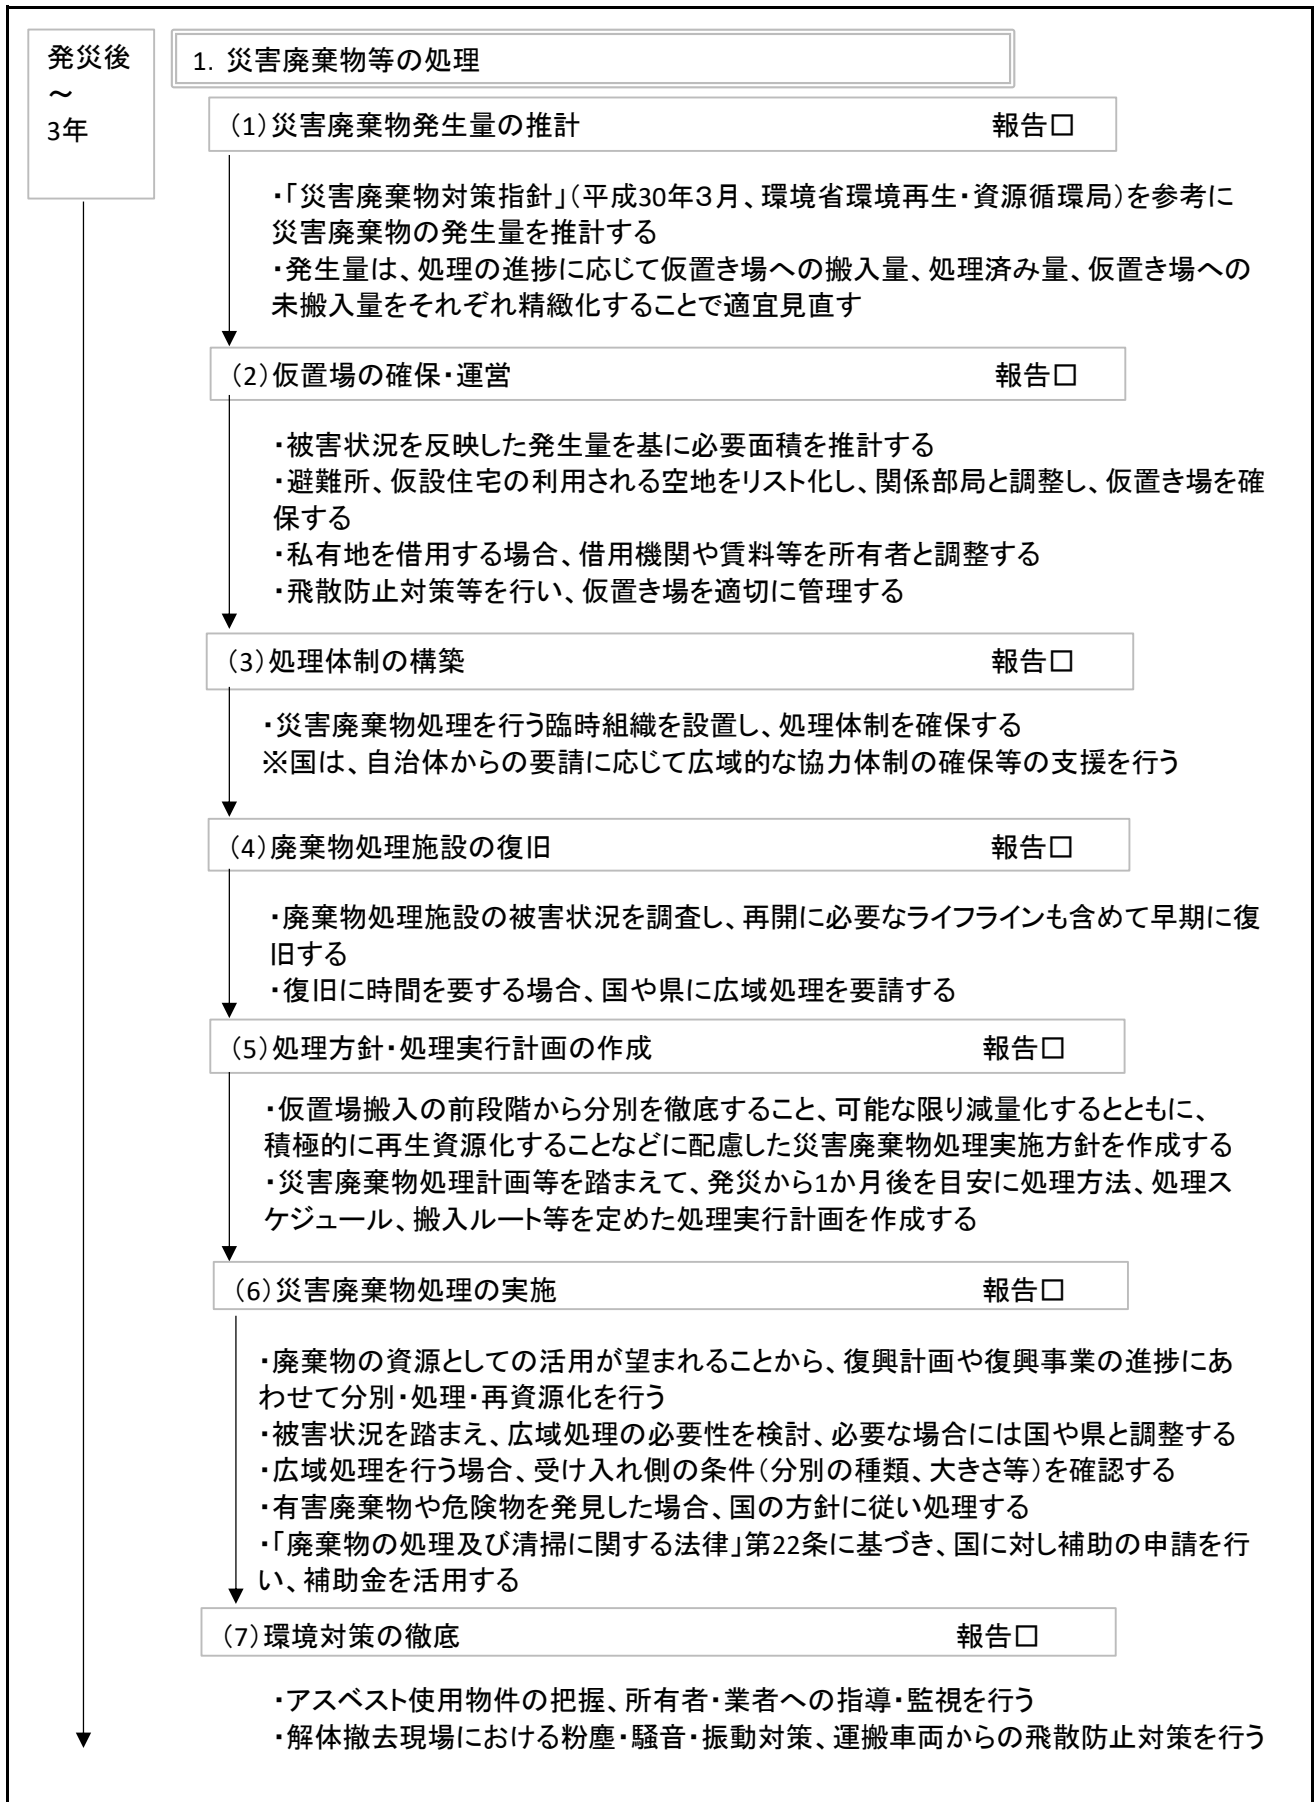 発災後
～
3年
1. 災害廃棄物等の処理
(1)災害廃棄物発生量の推計 報告□
・「災害廃棄物対策指針」(平成30年3月、環境省環境再生・資源循環局)を参考に
災害廃棄物の発生量を推計する
・発生量は、処理の進捗に応じて仮置き場への搬入量、処理済み量、仮置き場への
未搬入量をそれぞれ精緻化することで適宜見直す
(2)仮置場の確保・運営 報告□
・被害状況を反映した発生量を基に必要面積を推計する
・避難所、仮設住宅の利用される空地をリスト化し、関係部局と調整し、仮置き場を確
保する
・私有地を借用する場合、借用機関や賃料等を所有者と調整する
・飛散防止対策等を行い、仮置き場を適切に管理する
(3)処理体制の構築 報告□
・災害廃棄物処理を行う臨時組織を設置し、処理体制を確保する
※国は、自治体からの要請に応じて広域的な協力体制の確保等の支援を行う
(4)廃棄物処理施設の復旧 報告□
・廃棄物処理施設の被害状況を調査し、再開に必要なライフラインも含めて早期に復
旧する
・復旧に時間を要する場合、国や県に広域処理を要請する
(5)処理方針・処理実行計画の作成 報告□
・仮置場搬入の前段階から分別を徹底すること、可能な限り減量化するとともに、
積極的に再生資源化することなどに配慮した災害廃棄物処理実施方針を作成する
・災害廃棄物処理計画等を踏まえて、発災から1か月後を目安に処理方法、処理ス
ケジュール、搬入ルート等を定めた処理実行計画を作成する
(6)災害廃棄物処理の実施 報告□
・廃棄物の資源としての活用が望まれることから、復興計画や復興事業の進捗にあ
わせて分別・処理・再資源化を行う
・被害状況を踏まえ、広域処理の必要性を検討、必要な場合には国や県と調整する
・広域処理を行う場合、受け入れ側の条件(分別の種類、大きさ等)を確認する
・有害廃棄物や危険物を発見した場合、国の方針に従い処理する
・「廃棄物の処理及び清掃に関する法律」第22条に基づき、国に対し補助の申請を行
い、補助金を活用する
(7)環境対策の徹底 報告□
・アスベスト使用物件の把握、所有者・業者への指導・監視を行う
・解体撤去現場における粉塵・騒音・振動対策、運搬車両からの飛散防止対策を行う